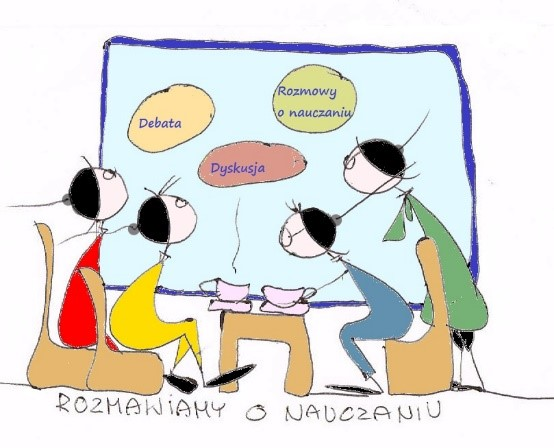 Rozmowy
o nauczaniu
Debata
Dyskusja
ROZMAWIAMY O NAUCZANIU